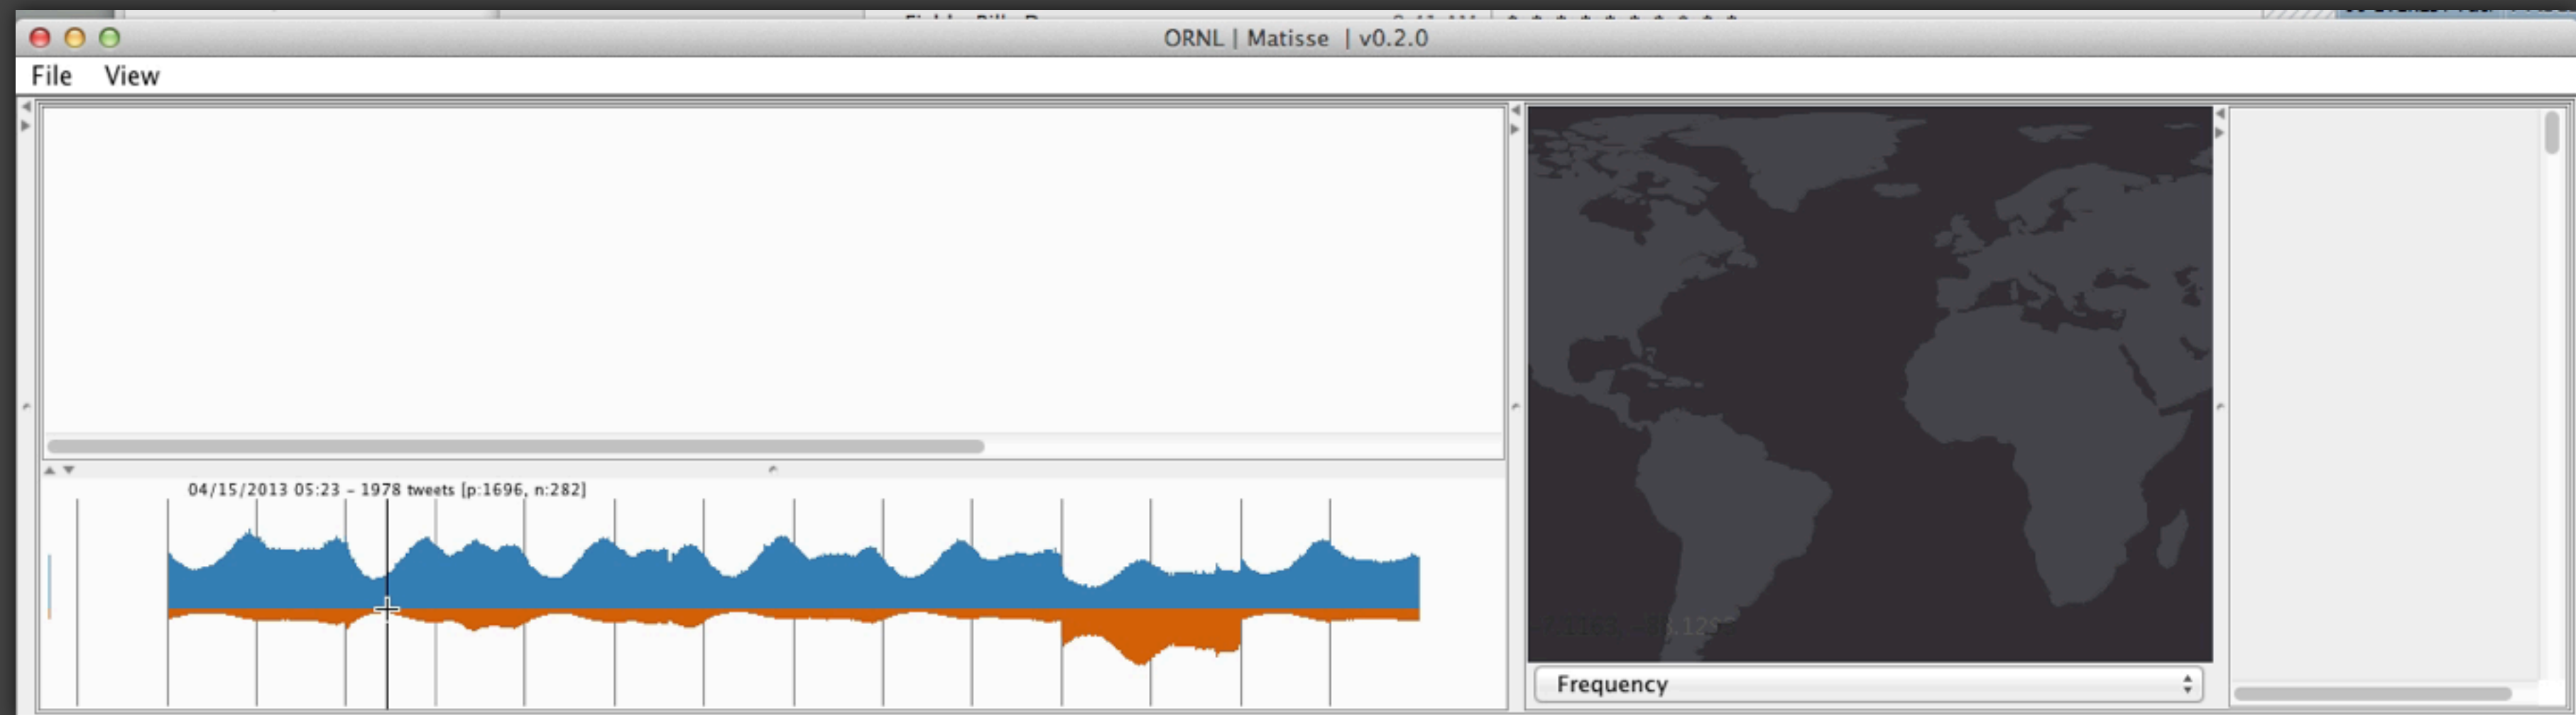 ORNL | Matisse | v0.2.0
File View
04/15/2013 05:23 – 1978 tweets [p:1696, n:282]
Frequency